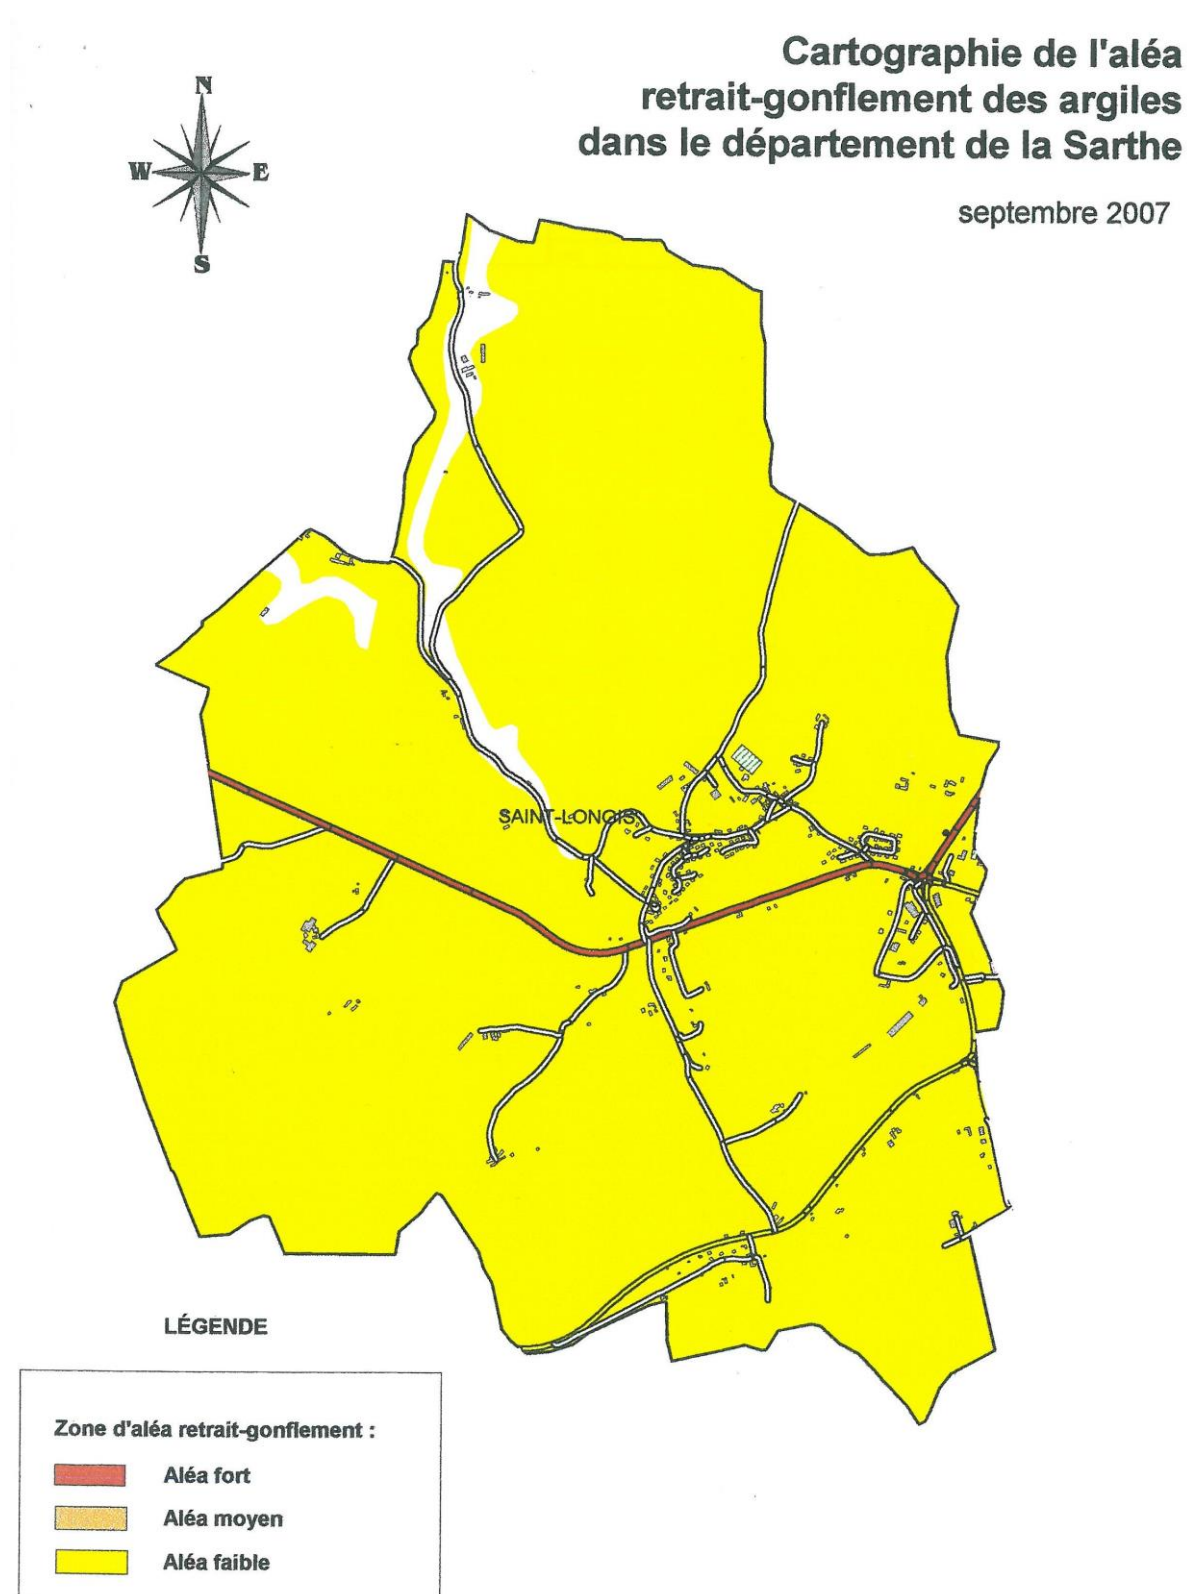 Cartographie de l'aléa
retrait-gonflement des argiles
dans le département de la Sarthe
septembre 2007
N
W
E
S
SAINT-LONGIS
LÉGENDE
Zone d'aléa retrait-gonflement :
Aléa fort
Aléa moyen
Aléa faible